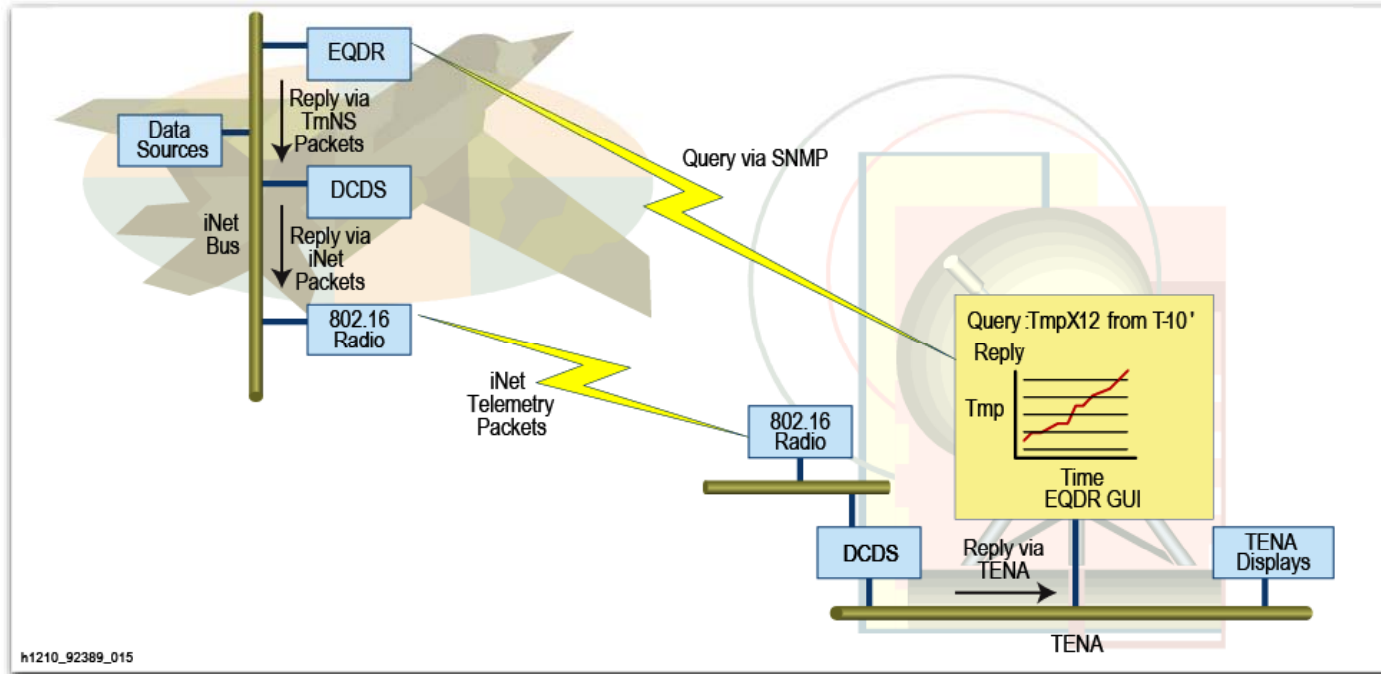 EQDR
Reply via
TmNS
Packets
Data
Sources
DCDS
iNet
Bus
Reply via
iNet
Packets
802.16
Radio
Query via SNMP
iNet
Telemetry
Packets
802.16
Radio
Query:TmpX12 from T-10'
Reply
Tmp
Time
EQDR GUI
DCDS
Reply via
TENA
TENA
Displays
TENA
h1210_92389_015